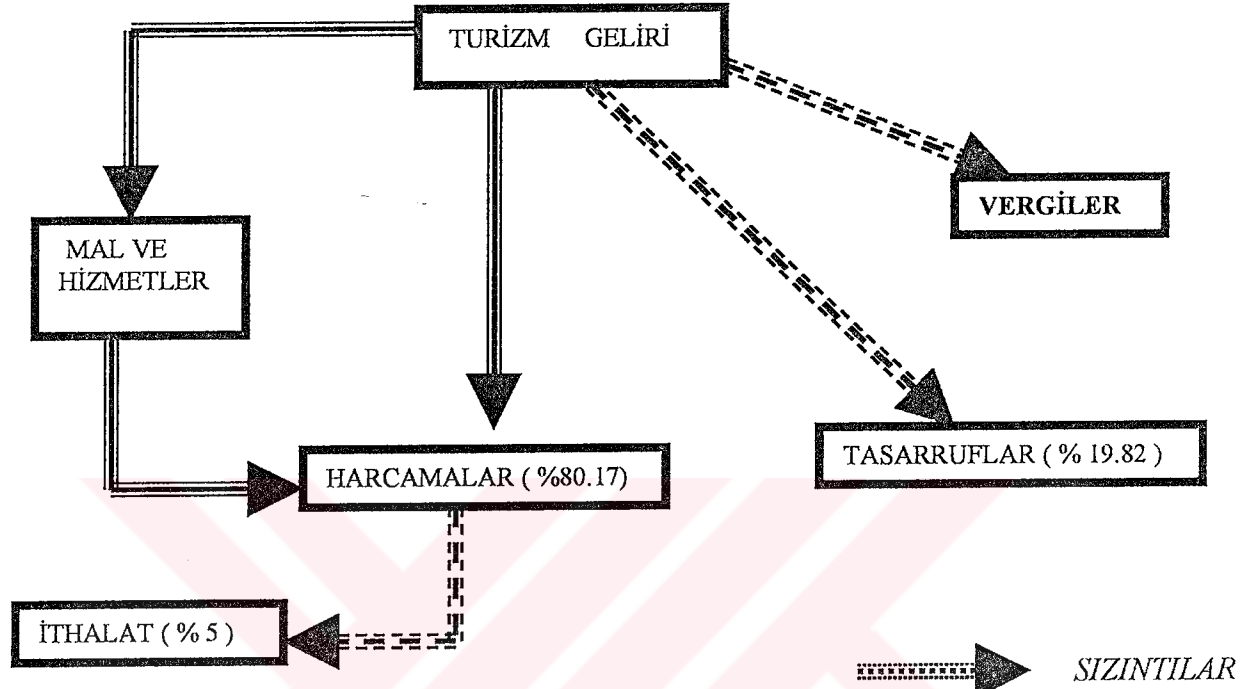 TURİZM GELİRİ
VERGİLER
MAL VE
HİZMETLER
TASARRUFLAR ( % 19.82 )
HARCAMALAR ( %80.17)
İTHALAT ( % 5 )
SIZINTILAR